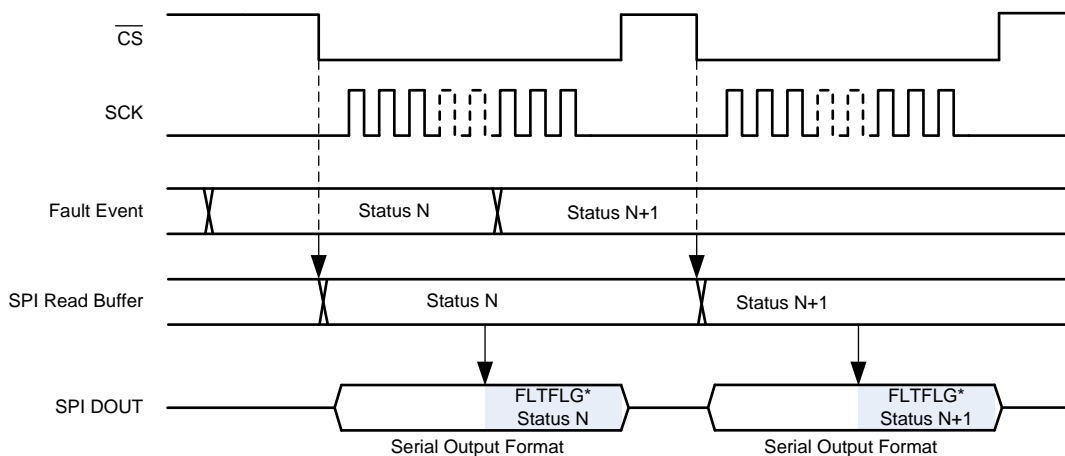 CS
SCK
Fault Event
Status N
Status N+1
SPI Read Buffer
Status N
Status N+1
SPI DOUT
FLTFLG*
Status N
FLTFLG*
Status N+1
Serial Output Format
Serial Output Format